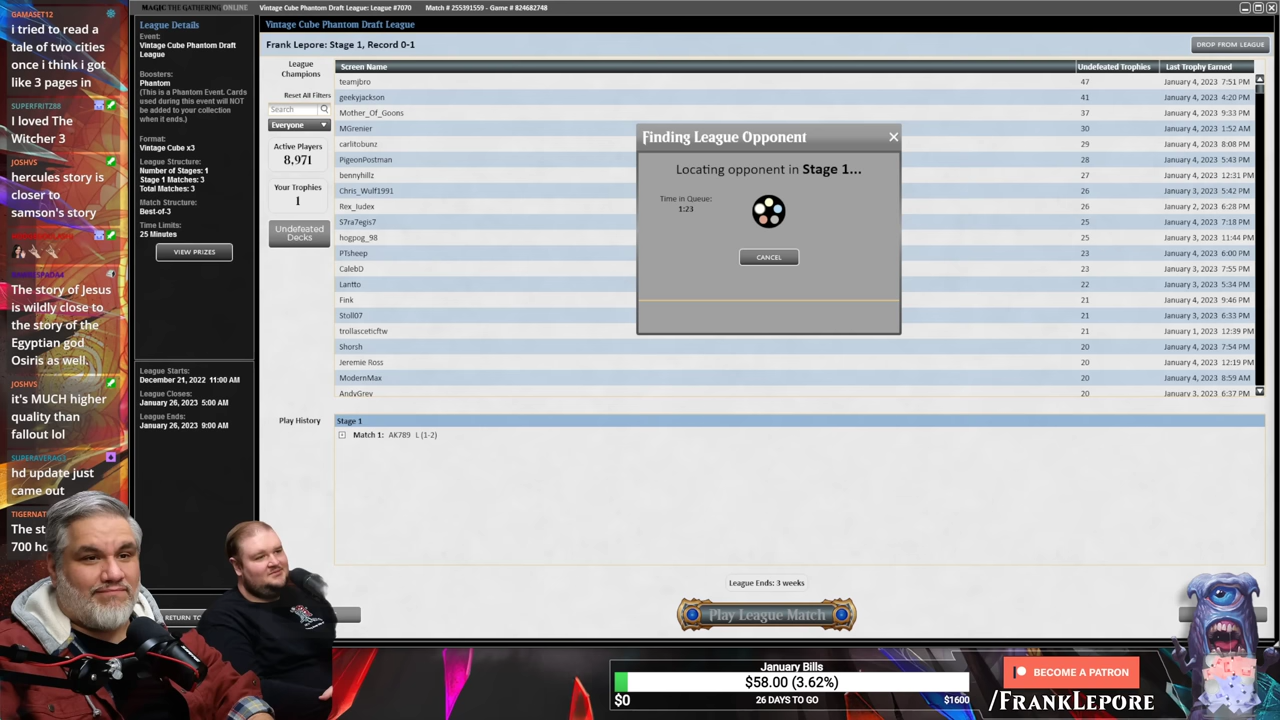 GAMASET12
i tried to read a
tale of two cities
once i think i got
like 3 pages in
SUPERFRITZ88
I loved The
Witcher 3
JOSHVS
hercules story is
closer to
samson's story
The story of Jesus
is wildly close to
the story of the
Egyptian god
Osiris as well.
JOSHVS
it's MUCH higher
quality than
fallout lol
SUPERAVERAGE
hd update just
came out
The st
700 ho
MAGIC THE GATHERING ONLINE
Vintage Cube Phantom Draft League: League #7070
Match # 255391559 - Game # 824682748
League Details
Event:
Vintage Cube Phantom Draft
League
Boosters:
Phantom
(This is a Phantom Event. Cards
used during this event will NOT
be added to your collection
when it ends.)
Format:
Vintage Cube x3
League Structure:
Number of Stages: 1
Stage 1 Matches: 3
Total Matches: 3
Match Structure:
Best-of-3
Time Limits:
25 Minutes
VIEW PRIZES
League Starts:
December 21, 2022 11:00 AM
League Closes:
January 26, 2023 5:00 AM
League Ends:
January 26, 2023 9:00 AM
RETURN TO
Vintage Cube Phantom Draft League
Frank Lepore: Stage 1, Record 0-1
DROP FROM LEAGUE
League
Champions
Reset All Filters
Search
Everyone
Active Players
8,971
Your Trophies
1
Undefeated
Decks
Screen Name Undefeated Trophies Last Trophy Earned
teamjbro 47 January 4, 2023 7:51 PM
geekyjackson 41 January 4, 2023 4:20 PM
Mother_Of_Goons 37 January 4, 2023 9:33 PM
MGrenier 30 January 4, 2023 1:52 AM
carlitobunz 29 January 4, 2023 8:08 PM
PigeonPostman 28 January 4, 2023 5:43 PM
bennyhillz 27 January 4, 2023 12:31 PM
Chris_Wulf1991 26 January 3, 2023 5:42 PM
Rex_Iudex 26 January 2, 2023 6:28 PM
S7ra7egis7 25 January 4, 2023 7:18 PM
hogpog_98 25 January 3, 2023 11:44 PM
PTsheep 23 January 4, 2023 6:00 PM
CalebD 23 January 3, 2023 7:55 PM
Lantto 22 January 4, 2023 5:34 PM
Fink 21 January 4, 2023 9:46 PM
Stoll07 21 January 3, 2023 6:33 PM
trollasceticftw 21 January 1, 2023 12:39 PM
Shorsh 20 January 4, 2023 7:54 PM
Jeremie Ross 20 January 4, 2023 12:19 PM
ModernMax 20 January 4, 2023 8:59 AM
AndyGrey 20 January 3, 2023 6:37 PM
Finding League Opponent
Locating opponent in Stage 1...
Time in Queue:
1:23
CANCEL
Play History
Stage 1
Match 1: AK789 L (1-2)
League Ends: 3 weeks
Play League Match
January Bills
$58.00 (3.62%)
$0 26 DAYS TO GO $1600
BECOME A PATRON
/FRANKLEPORE